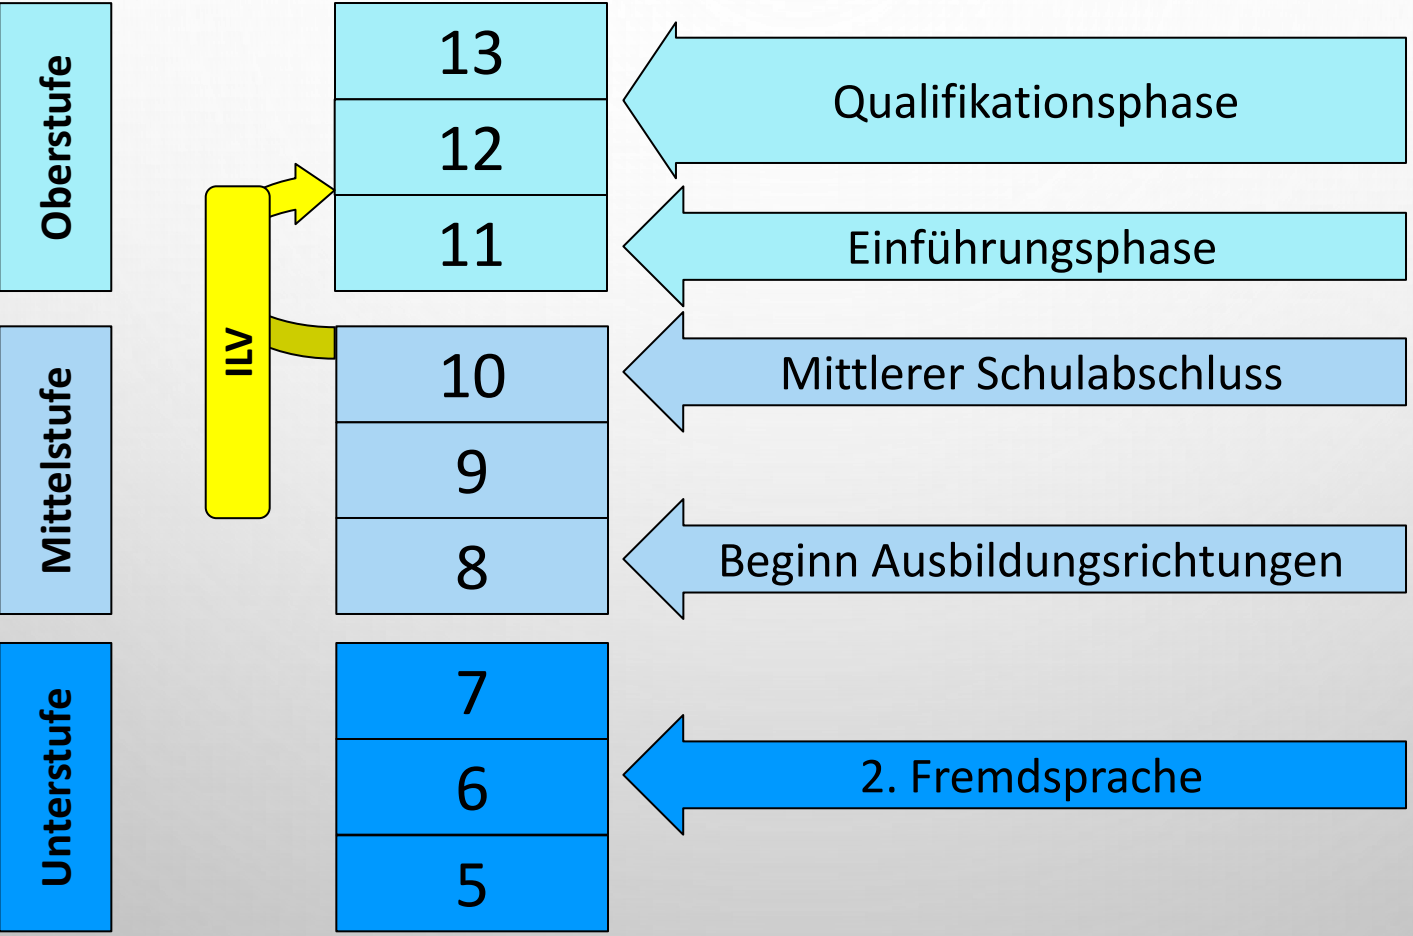 Oberstufe
13
12
11
Qualifikationsphase
Einführungsphase
ILV
Mittelstufe
10
9
8
Mittlerer Schulabschluss
Beginn Ausbildungsrichtungen
Unterstufe
7
6
5
2. Fremdsprache